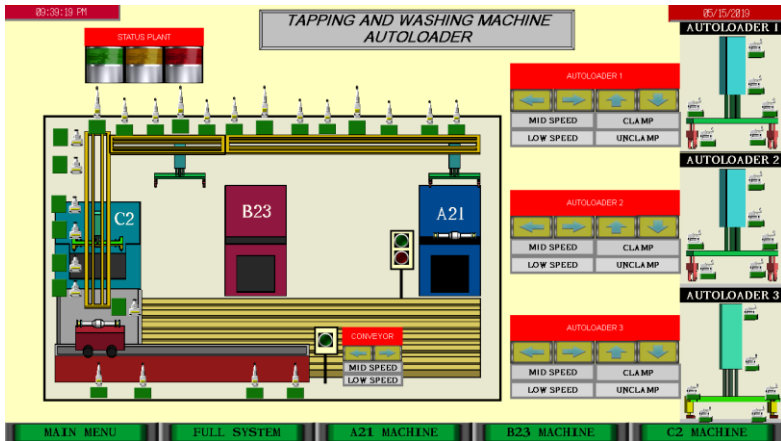 09:39:19 PM
TAPPING AND WASHING MACHINE
AUTOLOADER
05/15/2019
STATUS PLANT
AUTOLOADER 1
AUTOLOADER 1
MID SPEED
CLAMP
LOW SPEED
UNCLAMP
AUTOLOADER 2
AUTOLOADER 2
MID SPEED
CLAMP
LOW SPEED
UNCLAMP
AUTOLOADER 3
AUTOLOADER 3
MID SPEED
CLAMP
LOW SPEED
UNCLAMP
C2
B23
A21
CONVEYOR
MID SPEED
LOW SPEED
MAIN MENU
FULL SYSTEM
A21 MACHINE
B23 MACHINE
C2 MACHINE